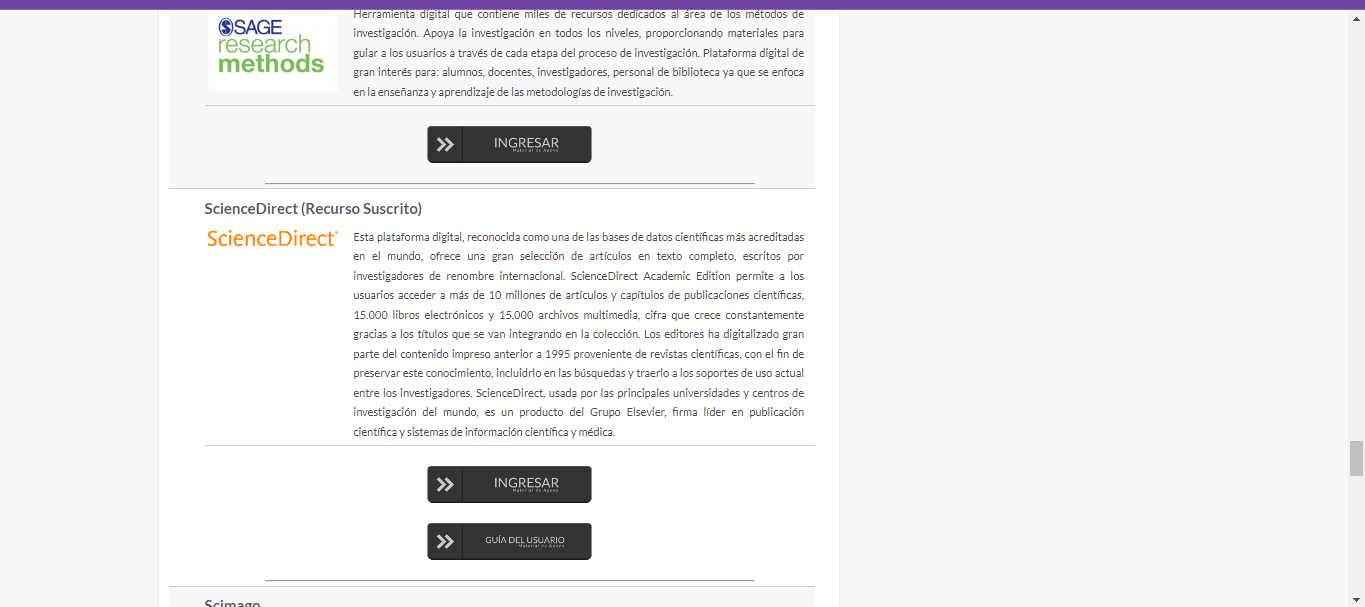 SAGE
research
methods
Herramienta digital que contiene miles de recursos dedicados al área de los métodos de
investigación. Apoya la investigación en todos los niveles, proporcionando materiales para
guiar a los usuarios a través de cada etapa del proceso de investigación. Plataforma digital de
gran interés para: alumnos, docentes, investigadores, personal de biblioteca ya que se enfoca
en la enseñanza y aprendizaje de las metodologías de investigación.
INGRESAR
Material de Apoyo
ScienceDirect (Recurso Suscrito)
ScienceDirect®
Esta plataforma digital, reconocida como una de las bases de datos científicas más acreditadas
en el mundo, ofrece una gran selección de artículos en texto completo, escritos por
investigadores de renombre internacional. ScienceDirect Academic Edition permite a los
usuarios acceder a más de 10 millones de artículos y capítulos de publicaciones científicas,
15.000 libros electrónicos y 15.000 archivos multimedia, cifra que crece constantemente
gracias a los títulos que se van integrando en la colección. Los editores ha digitalizado gran
parte del contenido impreso anterior a 1995 proveniente de revistas científicas, con el fin de
preservar este conocimiento, incluidrlo en las búsquedas y traerlo a los soportes de uso actual
entre los investigadores. ScienceDirect, usada por las principales universidades y centros de
investigación del mundo, es un producto del Grupo Elsevier, firma líder en publicación
científica y sistemas de información científica y médica.
INGRESAR
Material de Apoyo
GUÍA DEL USUARIO
Material de Apoyo
Scimago